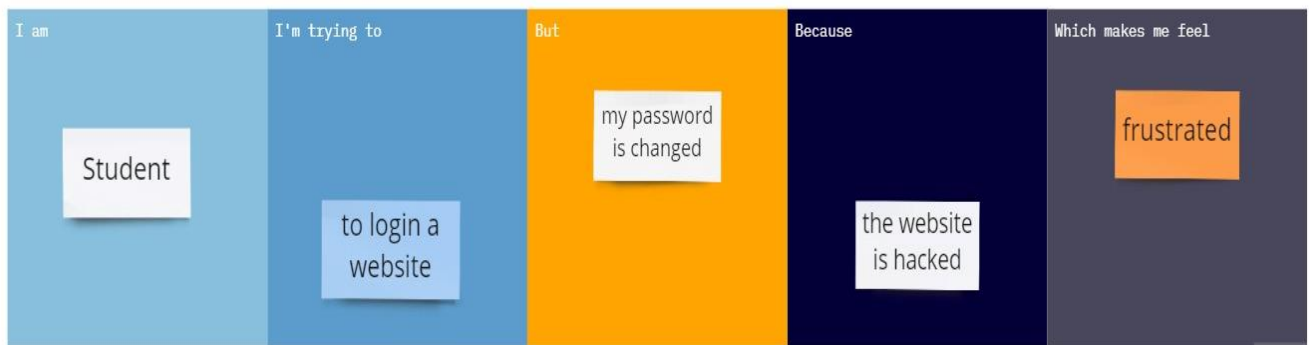 I am
Student
I'm trying to
to login a
website
But
my password
is changed
Because
the website
is hacked
Which makes me feel
frustrated